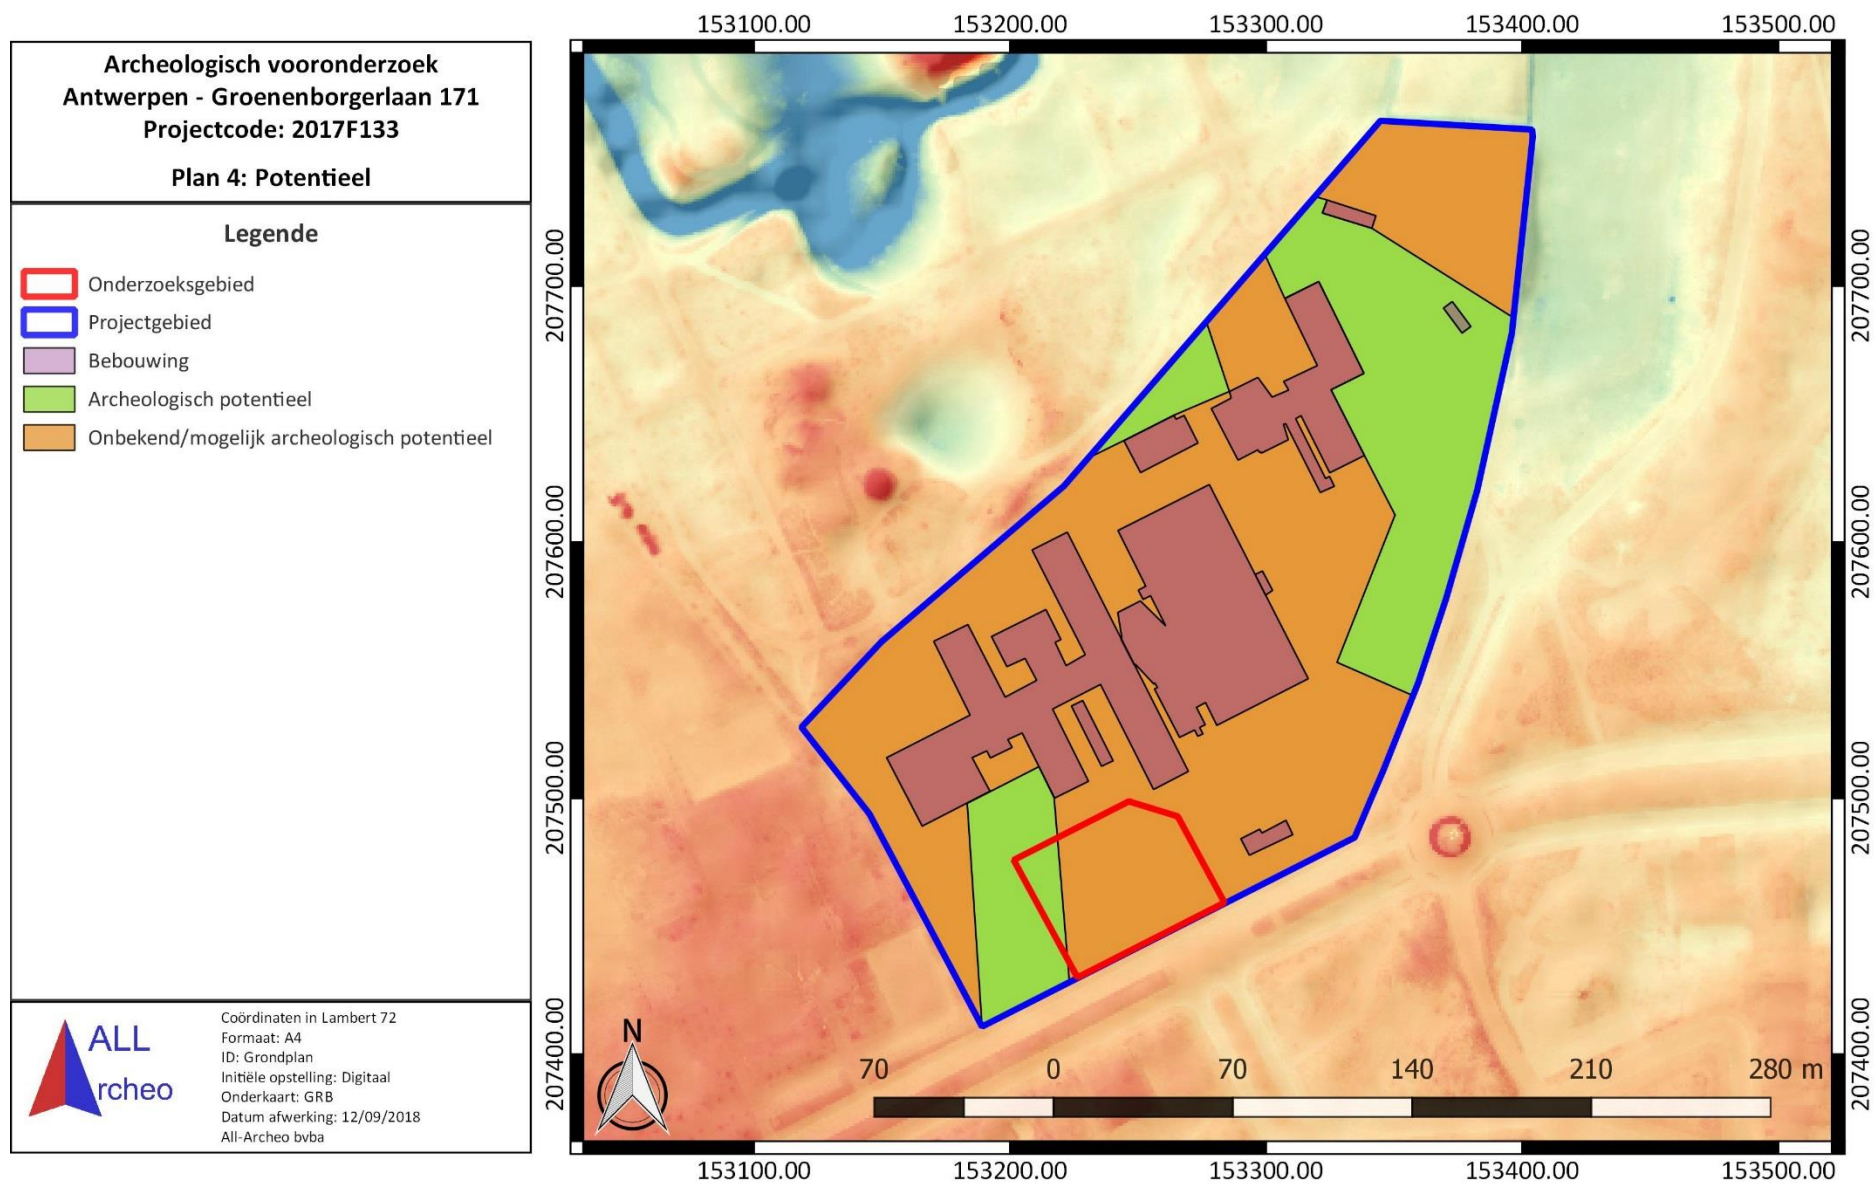 Archeologisch vooronderzoek
Antwerpen - Groenenborgerlaan 171
Projectcode: 2017F133
Plan 4: Potentieel
Legende
Onderzoeksgebied
Projectgebied
Bebouwing
Archeologisch potentieel
Onbekend/mogelijk archeologisch potentieel
ALL
rcheo
Coördinaten in Lambert 72
Formaat: A4
ID: Grondplan
Initiële opstelling: Digitaal
Onderkaart: GRB
Datum afwerking: 12/09/2018
All-Archeo bvba
153100.00 153200.00 153300.00 153400.00 153500.00
207700.00 207700.00
207600.00 207600.00
207500.00 207500.00
207400.00 207400.00
N
70 0 70 140 210 280 m
153100.00 153200.00 153300.00 153400.00 153500.00